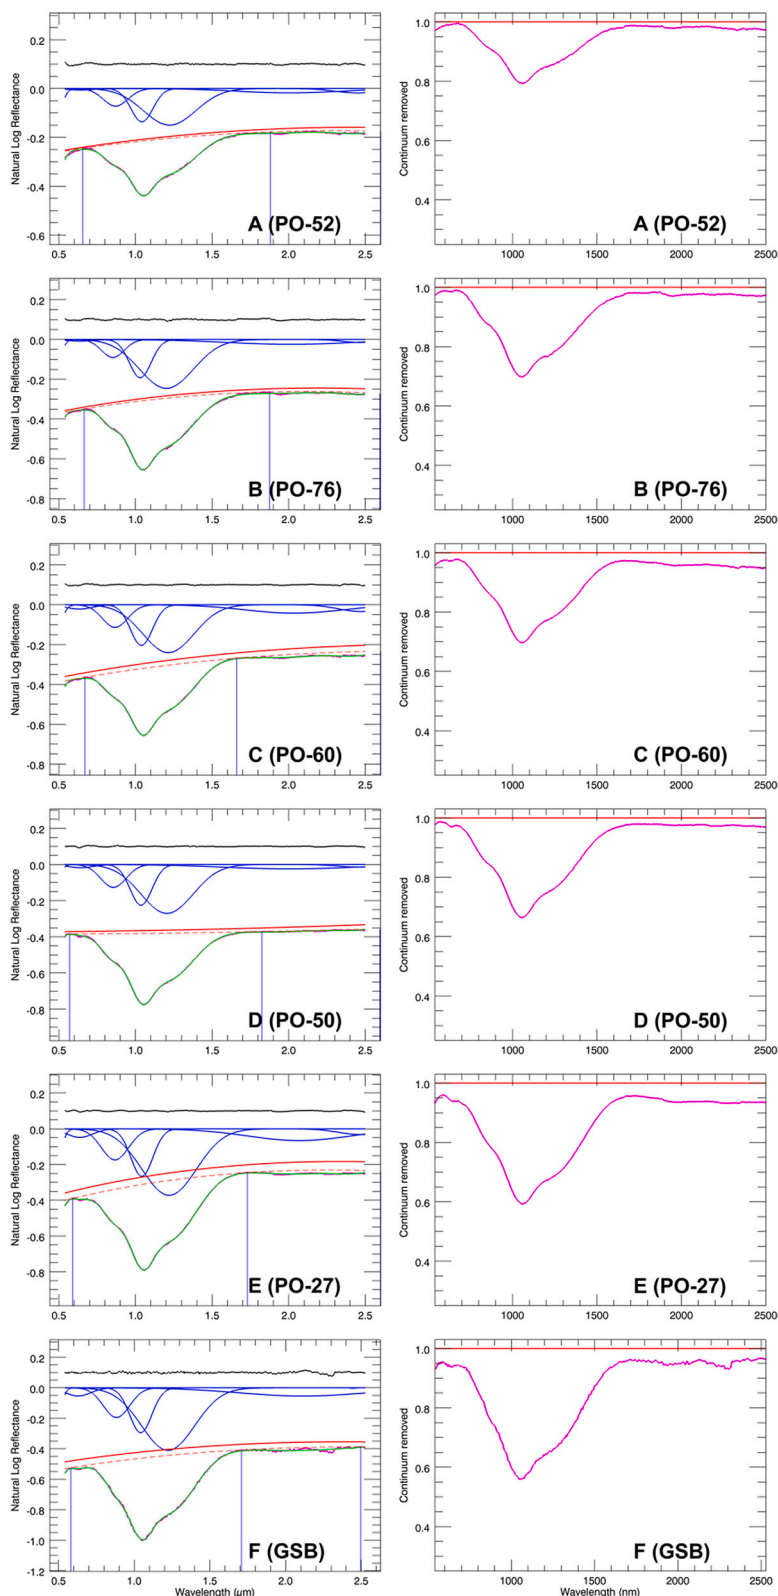 Natural Log Reflectance
0.2
0.0
-0.2
-0.4
-0.6
A (PO-52)
0.5 1.0 1.5 2.0 2.5
Continuum removed
1.0
0.8
0.6
0.4
A (PO-52)
1000 1500 2000 2500
Natural Log Reflectance
0.2
0.0
-0.2
-0.4
-0.6
-0.8
B (PO-76)
0.5 1.0 1.5 2.0 2.5
Continuum removed
1.0
0.8
0.6
0.4
B (PO-76)
1000 1500 2000 2500
Natural Log Reflectance
0.2
0.0
-0.2
-0.4
-0.6
-0.8
C (PO-60)
0.5 1.0 1.5 2.0 2.5
Continuum removed
1.0
0.8
0.6
0.4
C (PO-60)
1000 1500 2000 2500
Natural Log Reflectance
0.2
0.0
-0.2
-0.4
-0.6
-0.8
D (PO-50)
0.5 1.0 1.5 2.0 2.5
Continuum removed
1.0
0.8
0.6
0.4
D (PO-50)
1000 1500 2000 2500
Natural Log Reflectance
0.2
0.0
-0.2
-0.4
-0.6
-0.8
E (PO-27)
0.5 1.0 1.5 2.0 2.5
Continuum removed
1.0
0.8
0.6
0.4
E (PO-27)
1000 1500 2000 2500
Natural Log Reflectance
0.2
0.0
-0.2
-0.4
-0.6
-0.8
-1.0
-1.2
F (GSB)
0.5 1.0 1.5 2.0 2.5
Wavelength (µm)
Continuum removed
1.0
0.8
0.6
0.4
F (GSB)
1000 1500 2000 2500
Wavelength (nm)